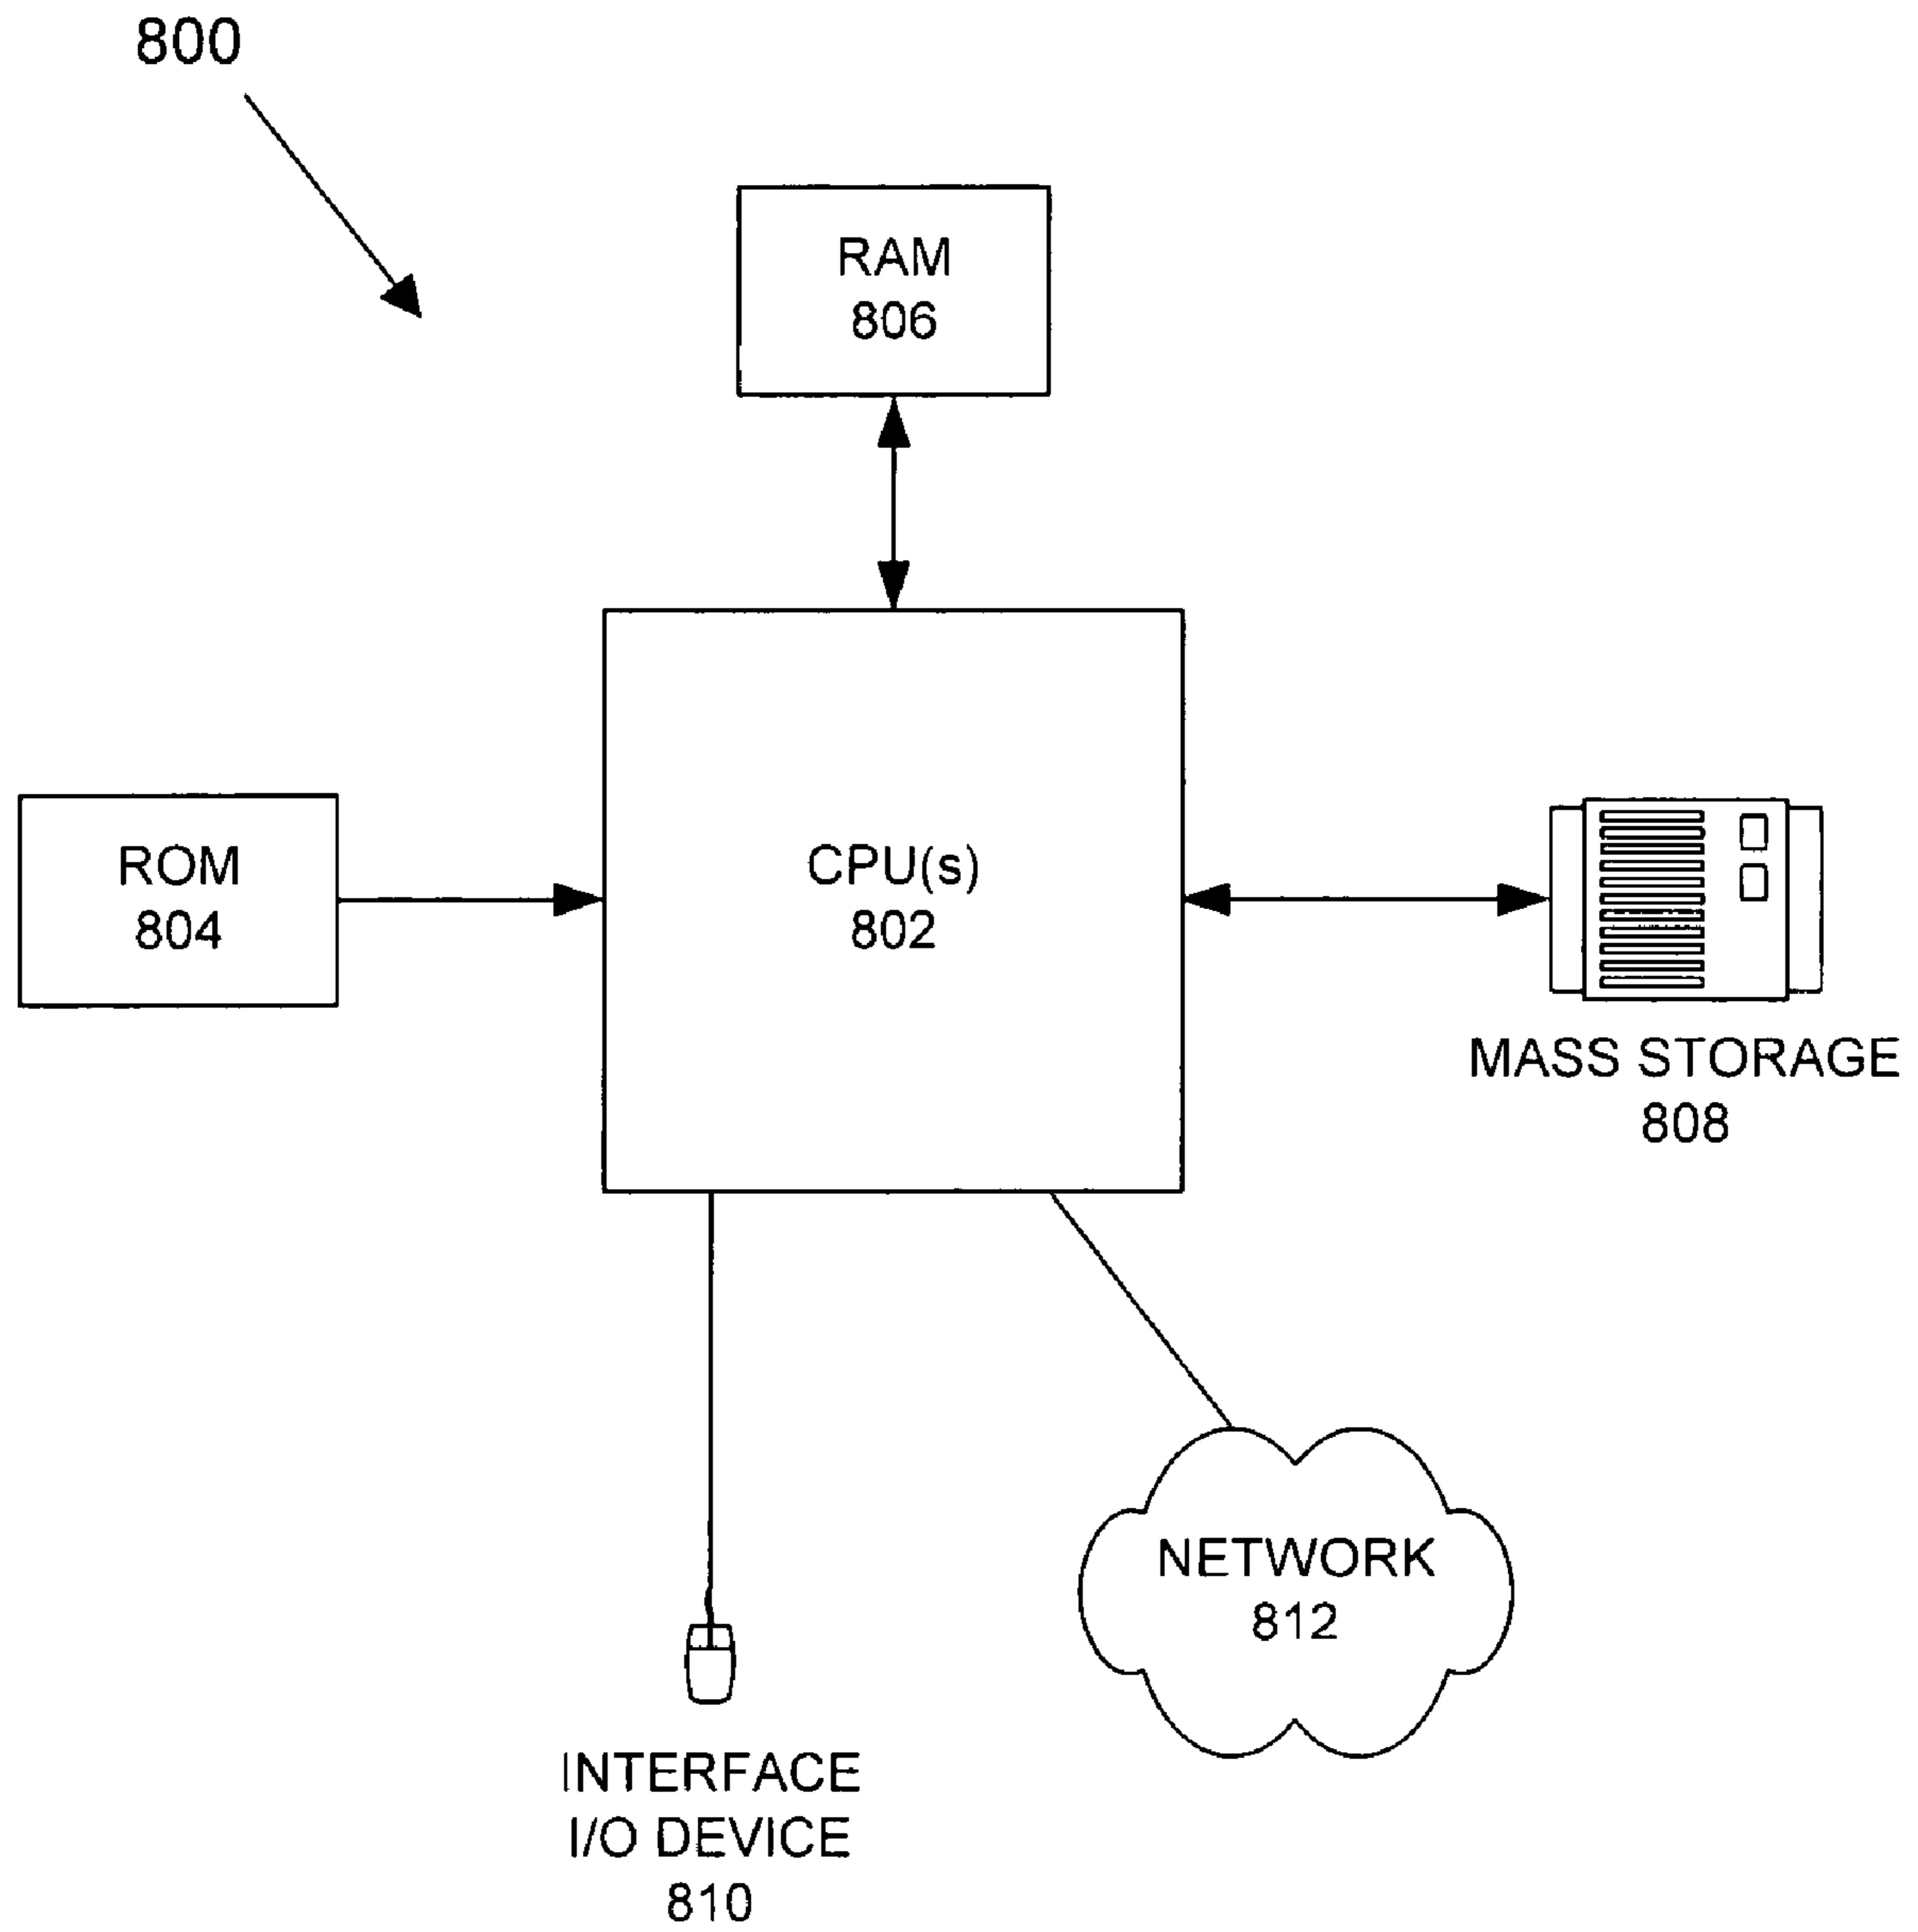 800
RAM
806
ROM
804
CPU(s)
802
MASS STORAGE
808
NETWORK
812
INTERFACE
I/O DEVICE
810